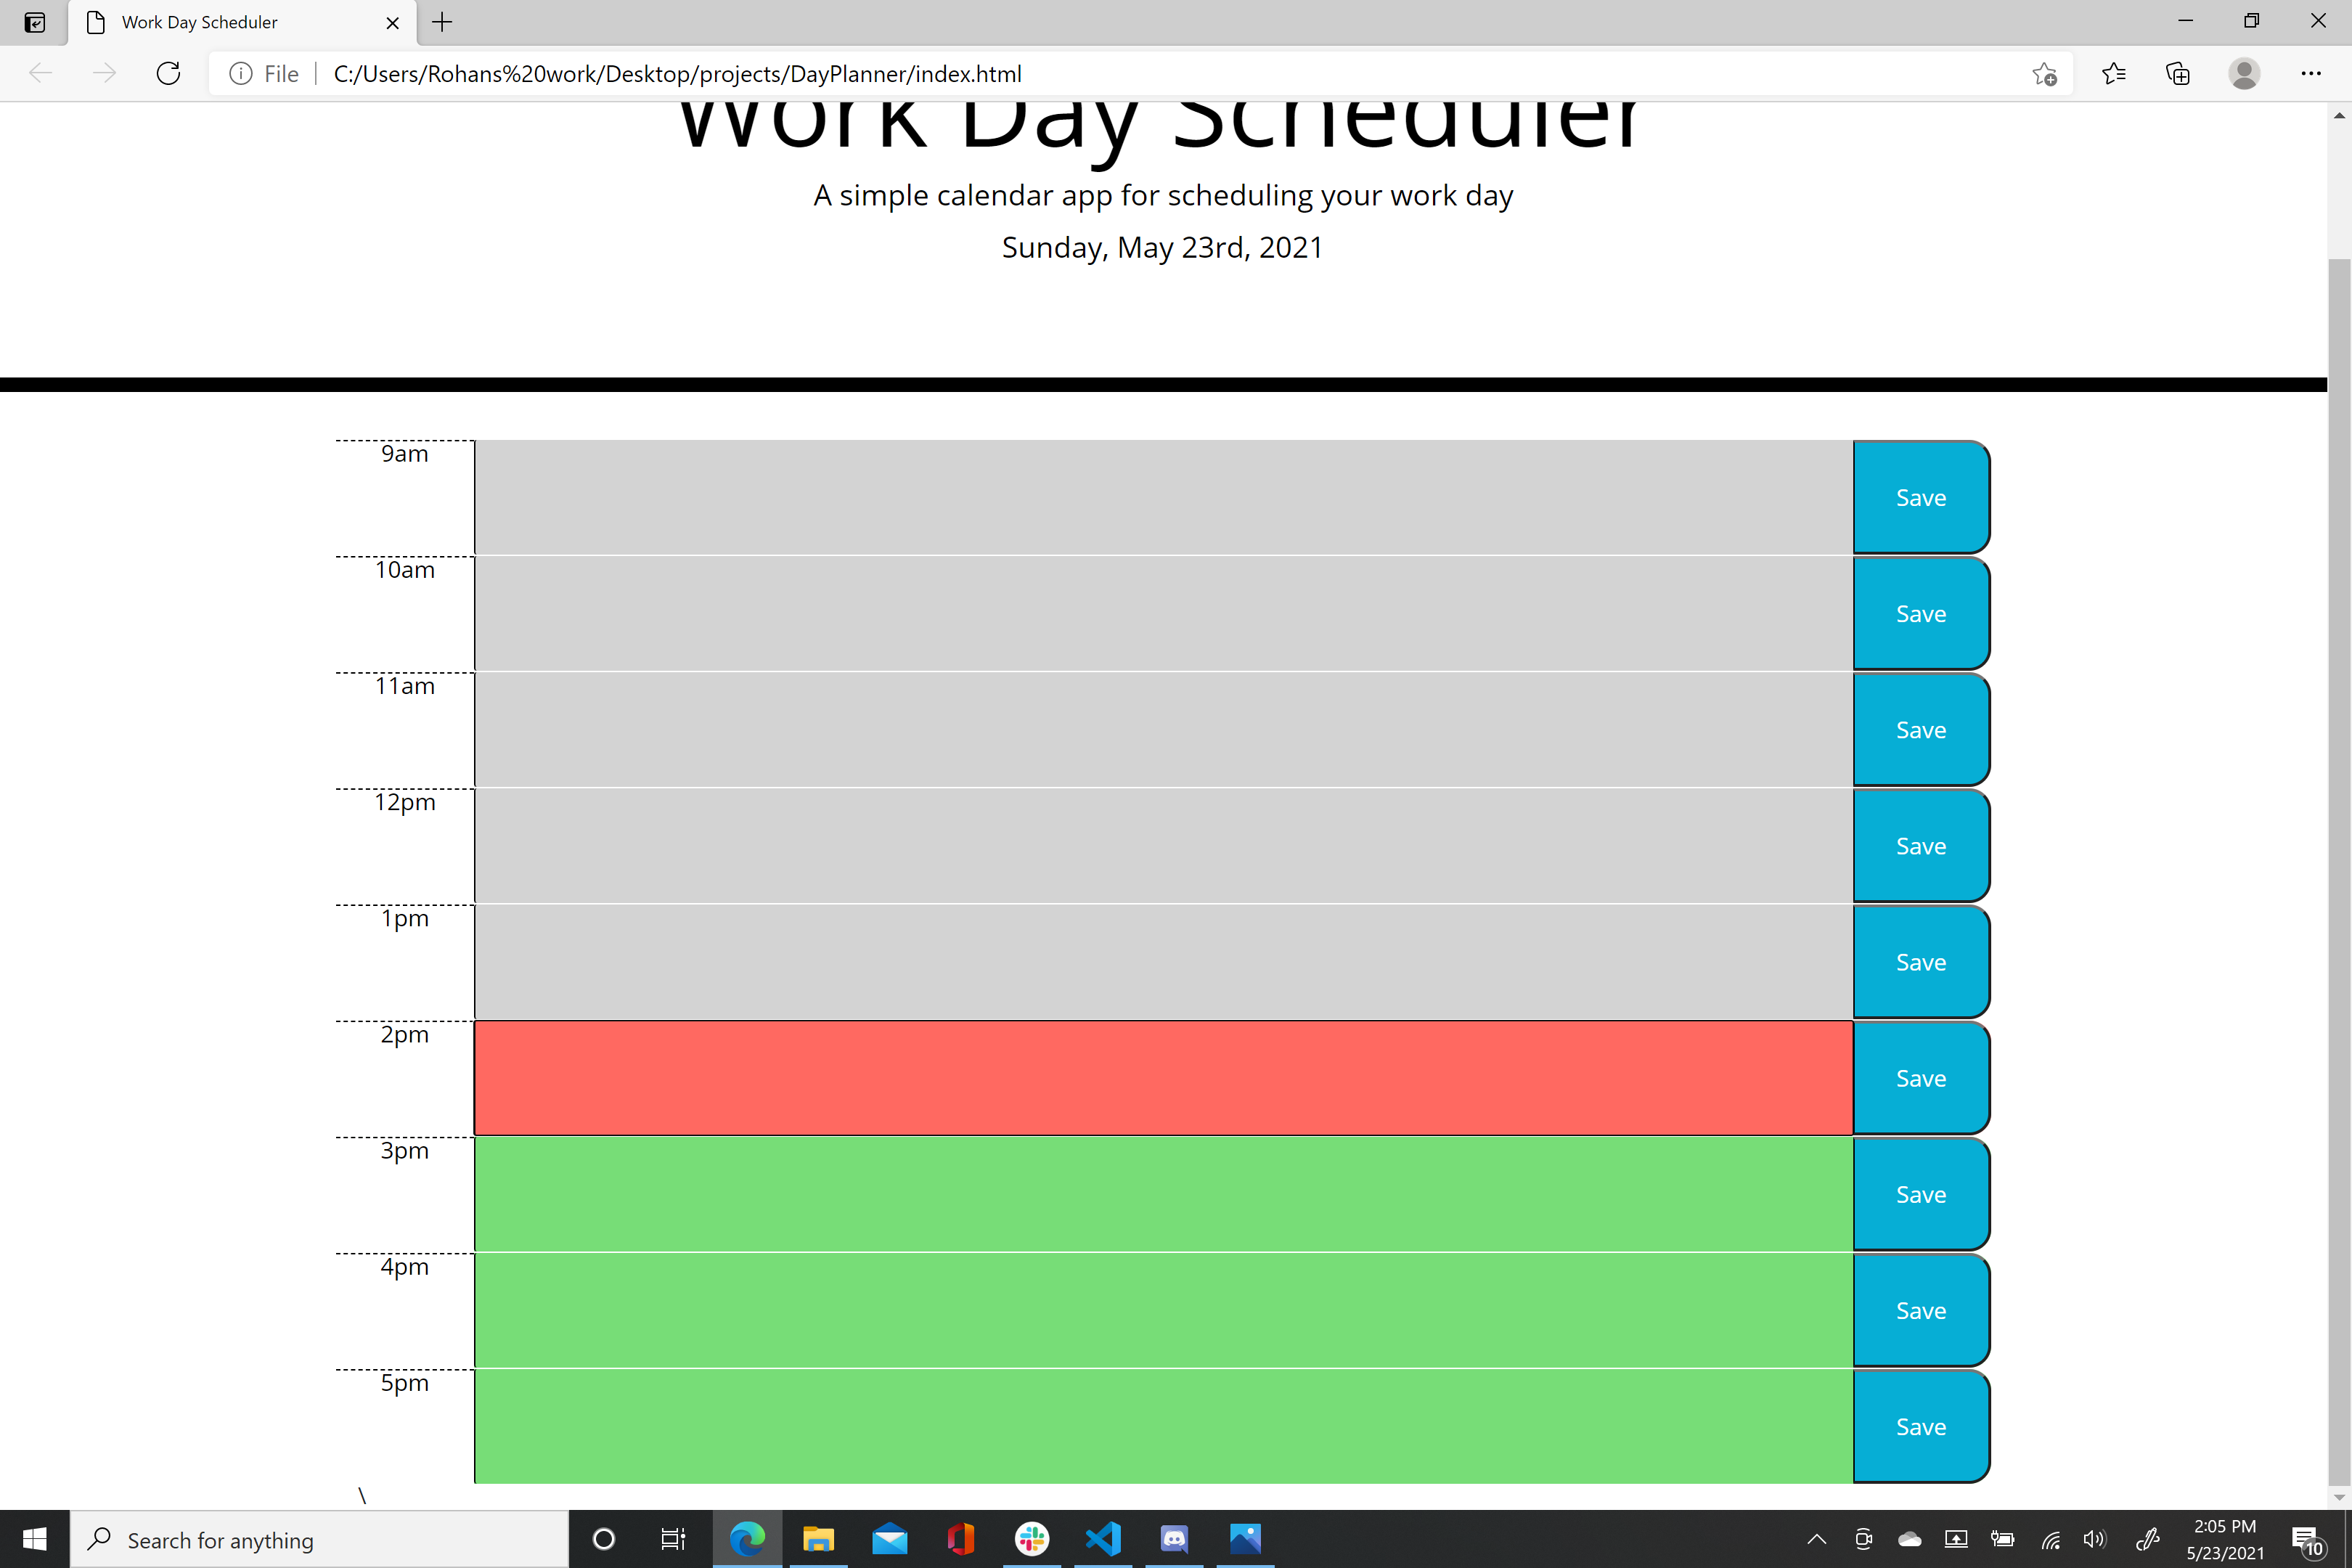 Work Day Scheduler
File
C:/Users/Rohans%20work/Desktop/projects/DayPlanner/index.html
Work Day Scheduler
A simple calendar app for scheduling your work day
Sunday, May 23rd, 2021
9am Save
10am Save
11am Save
12pm Save
1pm Save
2pm Save
3pm Save
4pm Save
5pm Save
\
Search for anything
2:05 PM
5/23/2021
10